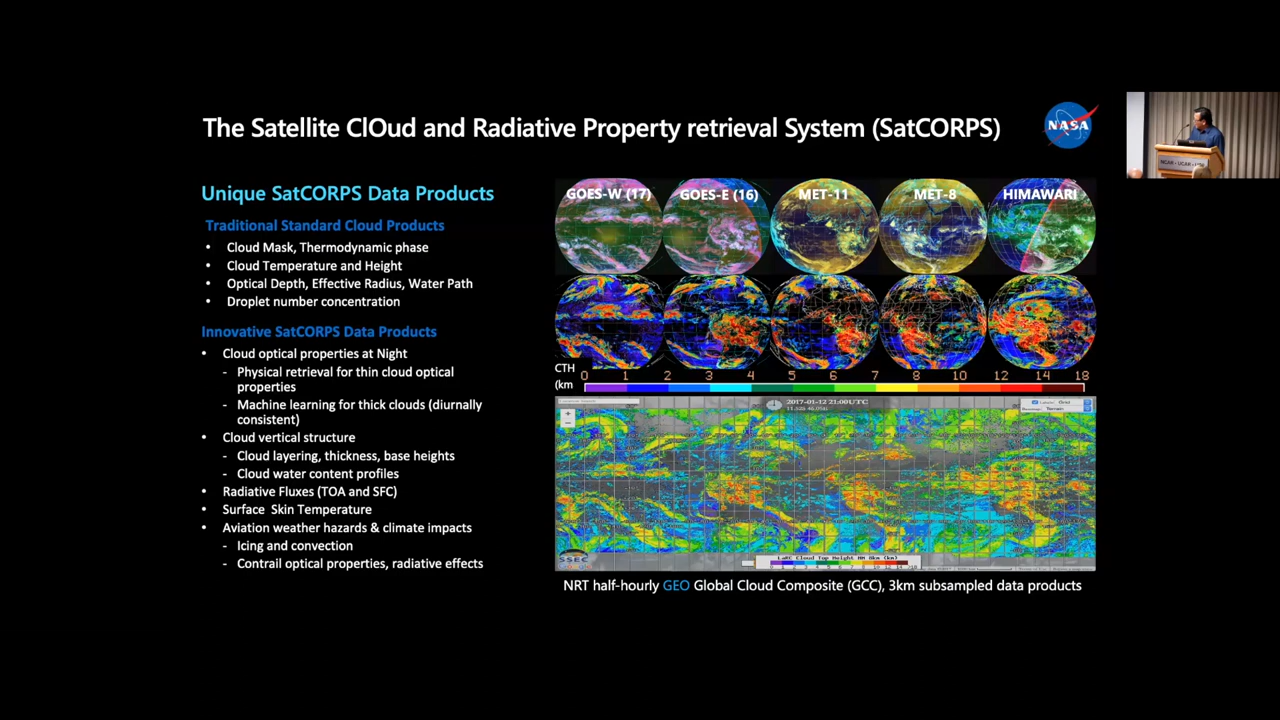 The Satellite ClOud and Radiative Property retrieval System (SatCORPS)
NASA
Unique SatCORPS Data Products
Traditional Standard Cloud Products
• Cloud Mask, Thermodynamic phase
• Cloud Temperature and Height
• Optical Depth, Effective Radius, Water Path
• Droplet number concentration
Innovative SatCORPS Data Products
• Cloud optical properties at Night
- Physical retrieval for thin cloud optical
properties
- Machine learning for thick clouds (diurnally
consistent)
• Cloud vertical structure
- Cloud layering, thickness, base heights
- Cloud water content profiles
• Radiative Fluxes (TOA and SFC)
• Surface Skin Temperature
• Aviation weather hazards & climate impacts
- Icing and convection
- Contrail optical properties, radiative effects
GOES-W (17) GOES-E (16) MET-11 MET-8 HIMAWARI
CTH
(km
0 1 2 3 4 5 6 7 8 10 12 14 18
2017-01-12 21:00UTC
Terrain
SSEC
LaRC Cloud Top Height
NRT half-hourly GEO Global Cloud Composite (GCC), 3km subsampled data products
NCAR - UCAR -